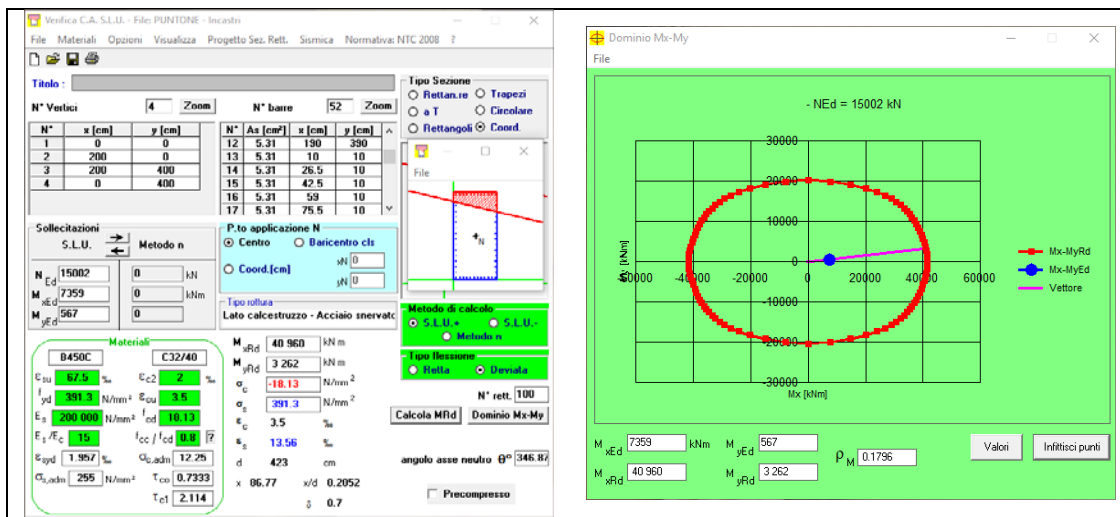 Verifica C.A. S.L.U. - File: PUNTONE - Incastri
File Materiali Opzioni Visualizza Progetto Sez. Rett. Sismica Normativa: NTC 2008 ?
Titolo :
N° Vertici 4 Zoom N° barre 52 Zoom
N° x [cm] y [cm]
1 0 0
2 200 0
3 200 400
4 0 400
N° As [cm²] x [cm] y [cm]
12 5.31 190 390
13 5.31 10 10
14 5.31 26.5 10
15 5.31 42.5 10
16 5.31 59 10
17 5.31 75.5 10
Tipo Sezione
Rettan.re Trapezi
a T Circolare
Rettangoli Coord.
File
N
Sollecitazioni
S.L.U. Metodo n
N Ed 15002 0 kN
M xEd 7359 0 kNm
M yEd 567 0
P.to applicazione N
Centro Baricentro cls
Coord.[cm] xN 0
yN 0
Tipo rottura
Lato calcestruzzo - Acciaio snervato
Metodo di calcolo
S.L.U.+ S.L.U.-
Metodo n
Tipo flessione
Retta Deviata
N° rett. 100
Calcola MRd Dominio Mx-My
angolo asse neutro θ° 346.87
Precompresso
Materiali
B450C C32/40
εsu 67.5 ‰ εc2 2 ‰
fyd 391.3 N/mm² εcu 3.5
Es 200 000 N/mm² fcd 18.13
Es/Ec 15 fcc / fcd 0.8 ?
εsyd 1.957 ‰ σc,adm 12.25
σs,adm 255 N/mm² τco 0.7333
τc1 2.114
M xRd 40 960 kN m
M yRd 3 262 kN m
σc -18.13 N/mm²
σs 391.3 N/mm²
εc 3.5 ‰
εs 13.56 ‰
d 423 cm
x 86.77 x/d 0.2052
δ 0.7
Dominio Mx-My
File
- NEd = 15002 kN
30000
20000
10000
0
-10000
-20000
-30000
-40000 -20000 0 20000 40000 60000
Mx [kNm]
Mx-MyRd
Mx-MyEd
Vettore
M xEd 7359 kNm M yEd 567
M xRd 40 960 M yRd 3 262
ρ M 0.1796
Valori Infittisci punti